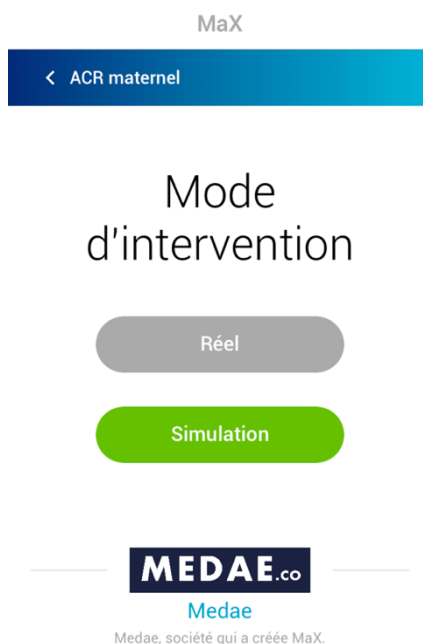 MaX
ACR maternel
Mode
d'intervention
Réel
Simulation
MEDAE.co
Medae
Medae, société qui a créée MaX.